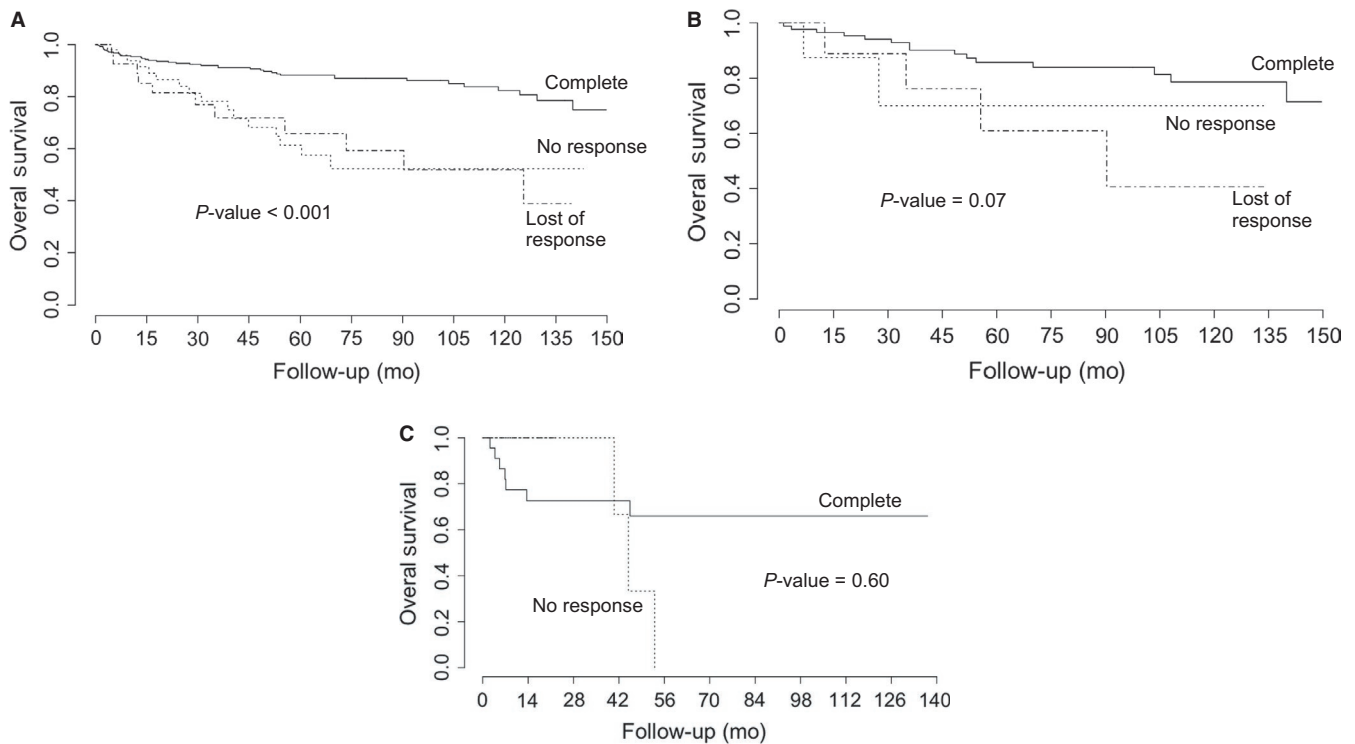 A
Overal survival
1.0
0.8
0.6
0.4
0.2
0.0
Complete
No response
Lost of
response
P-value < 0.001
0 15 30 45 60 75 90 105 120 135 150
Follow-up (mo)
B
Overal survival
1.0
0.8
0.6
0.4
0.2
0.0
Complete
No response
Lost of
response
P-value = 0.07
0 15 30 45 60 75 90 105 120 135 150
Follow-up (mo)
C
Overal survival
1.0
0.8
0.6
0.4
0.2
0.0
Complete
P-value = 0.60
No response
0 14 28 42 56 70 84 98 112 126 140
Follow-up (mo)